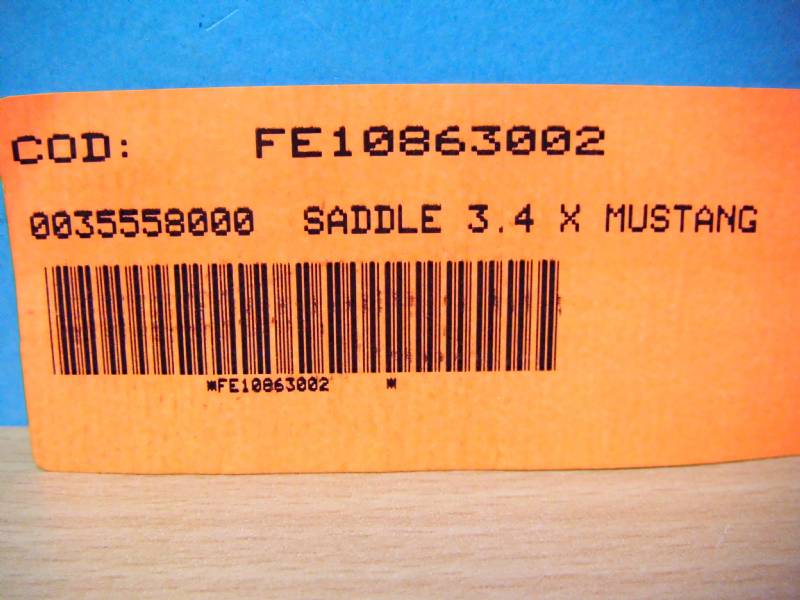 COD: FE10863002
0035558000 SADDLE 3.4 X MUSTANG
*FE10863002 *